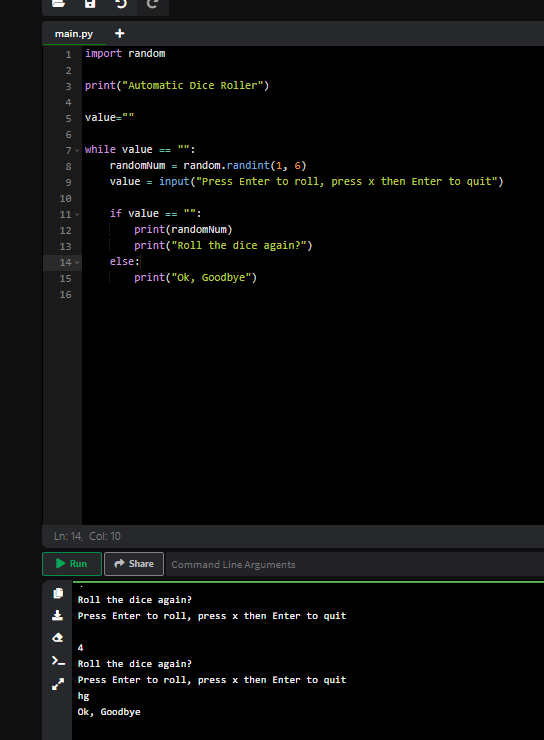 main.py +
1 import random
2
3 print("Automatic Dice Roller")
4
5 value=""
6
7 while value == "":
8 randomNum = random.randint(1, 6)
9 value = input("Press Enter to roll, press x then Enter to quit")
10
11 if value == "":
12 print(randomNum)
13 print("Roll the dice again?")
14 else:
15 print("Ok, Goodbye")
16
Ln: 14, Col: 10
Run Share Command Line Arguments
Roll the dice again?
Press Enter to roll, press x then Enter to quit
4
Roll the dice again?
Press Enter to roll, press x then Enter to quit
hg
Ok, Goodbye